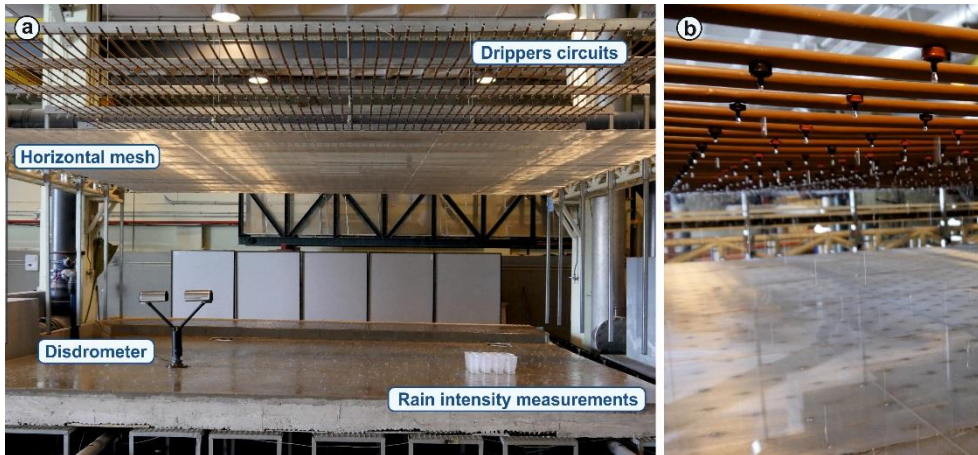 a
b
Drippers circuits
Horizontal mesh
Disdrometer
Rain intensity measurements